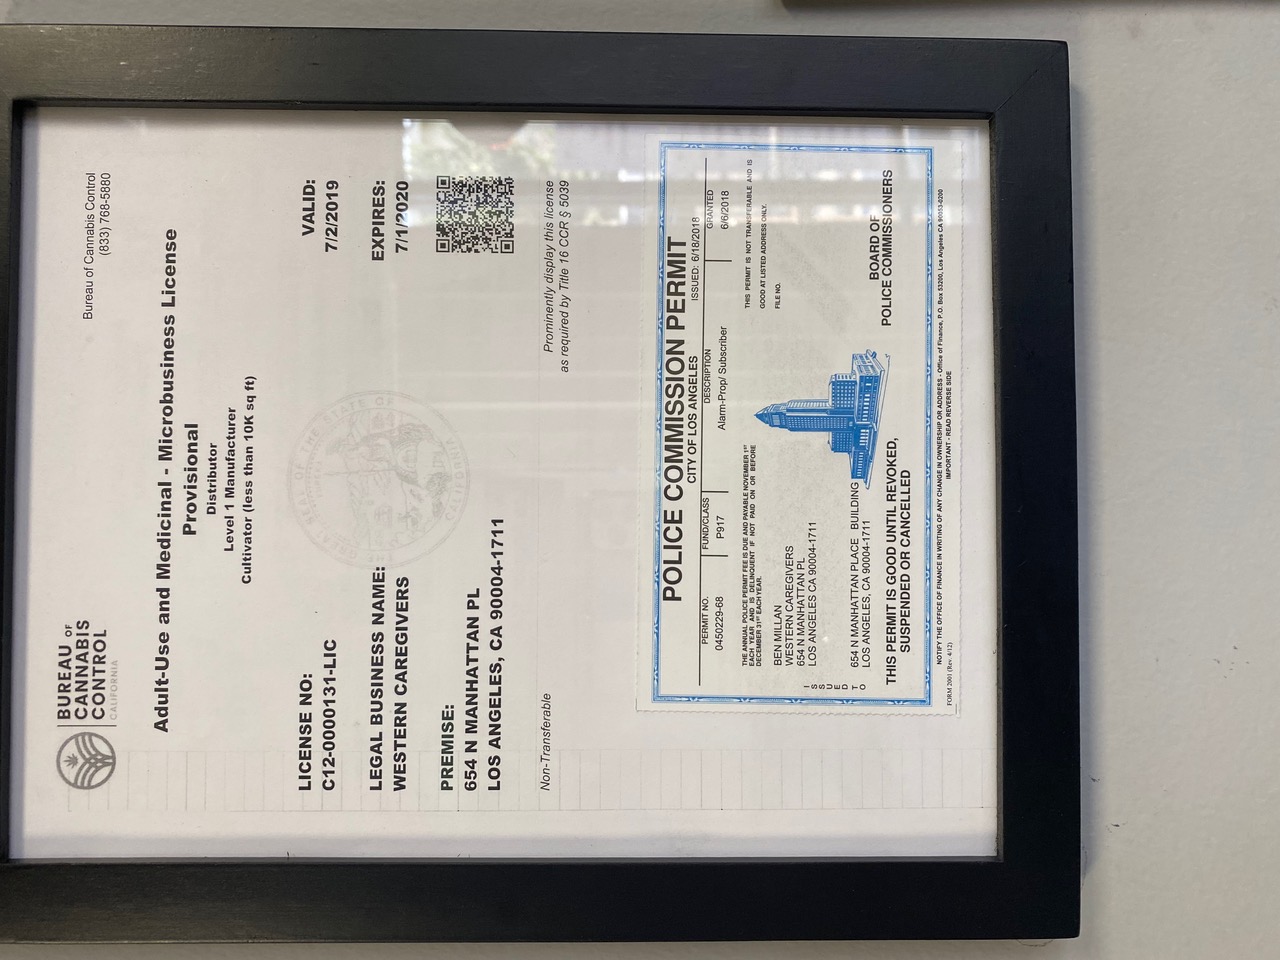 BUREAU OF
CANNABIS
CONTROL
CALIFORNIA
Bureau of Cannabis Control
(833) 768-5880
Adult-Use and Medicinal - Microbusiness License
Provisional
Distributor
Level 1 Manufacturer
Cultivator (less than 10K sq ft)
LICENSE NO:
C12-0000131-LIC
VALID:
7/2/2019
LEGAL BUSINESS NAME:
WESTERN CAREGIVERS
EXPIRES:
7/1/2020
PREMISE:
654 N MANHATTAN PL
LOS ANGELES, CA 90004-1711
Non-Transferable
Prominently display this license
as required by Title 16 CCR § 5039
POLICE COMMISSION PERMIT
CITY OF LOS ANGELES
ISSUED: 6/18/2018
PERMIT NO. FUND/CLASS DESCRIPTION GRANTED
0450229-68 P917 Alarm-Prop/ Subscriber 6/6/2018
THE ANNUAL POLICE PERMIT FEE IS DUE AND PAYABLE NOVEMBER 1ST
EACH YEAR AND IS DELINQUENT IF NOT PAID ON OR BEFORE
DECEMBER 31ST EACH YEAR.
THIS PERMIT IS NOT TRANSFERABLE AND IS
GOOD AT LISTED ADDRESS ONLY.
FILE NO.
ISSUED TO
BEN MILLAN
WESTERN CAREGIVERS
654 N MANHATTAN PL
LOS ANGELES CA 90004-1711
654 N MANHATTAN PLACE BUILDING
LOS ANGELES, CA 90004-1711
THIS PERMIT IS GOOD UNTIL REVOKED,
SUSPENDED OR CANCELLED
BOARD OF
POLICE COMMISSIONERS
NOTIFY THE OFFICE OF FINANCE IN WRITING OF ANY CHANGE IN OWNERSHIP OR ADDRESS - Office of Finance, P.O. Box 53200, Los Angeles CA 90053-0200
FORM 2001 (Rev. 4/12)
IMPORTANT - READ REVERSE SIDE